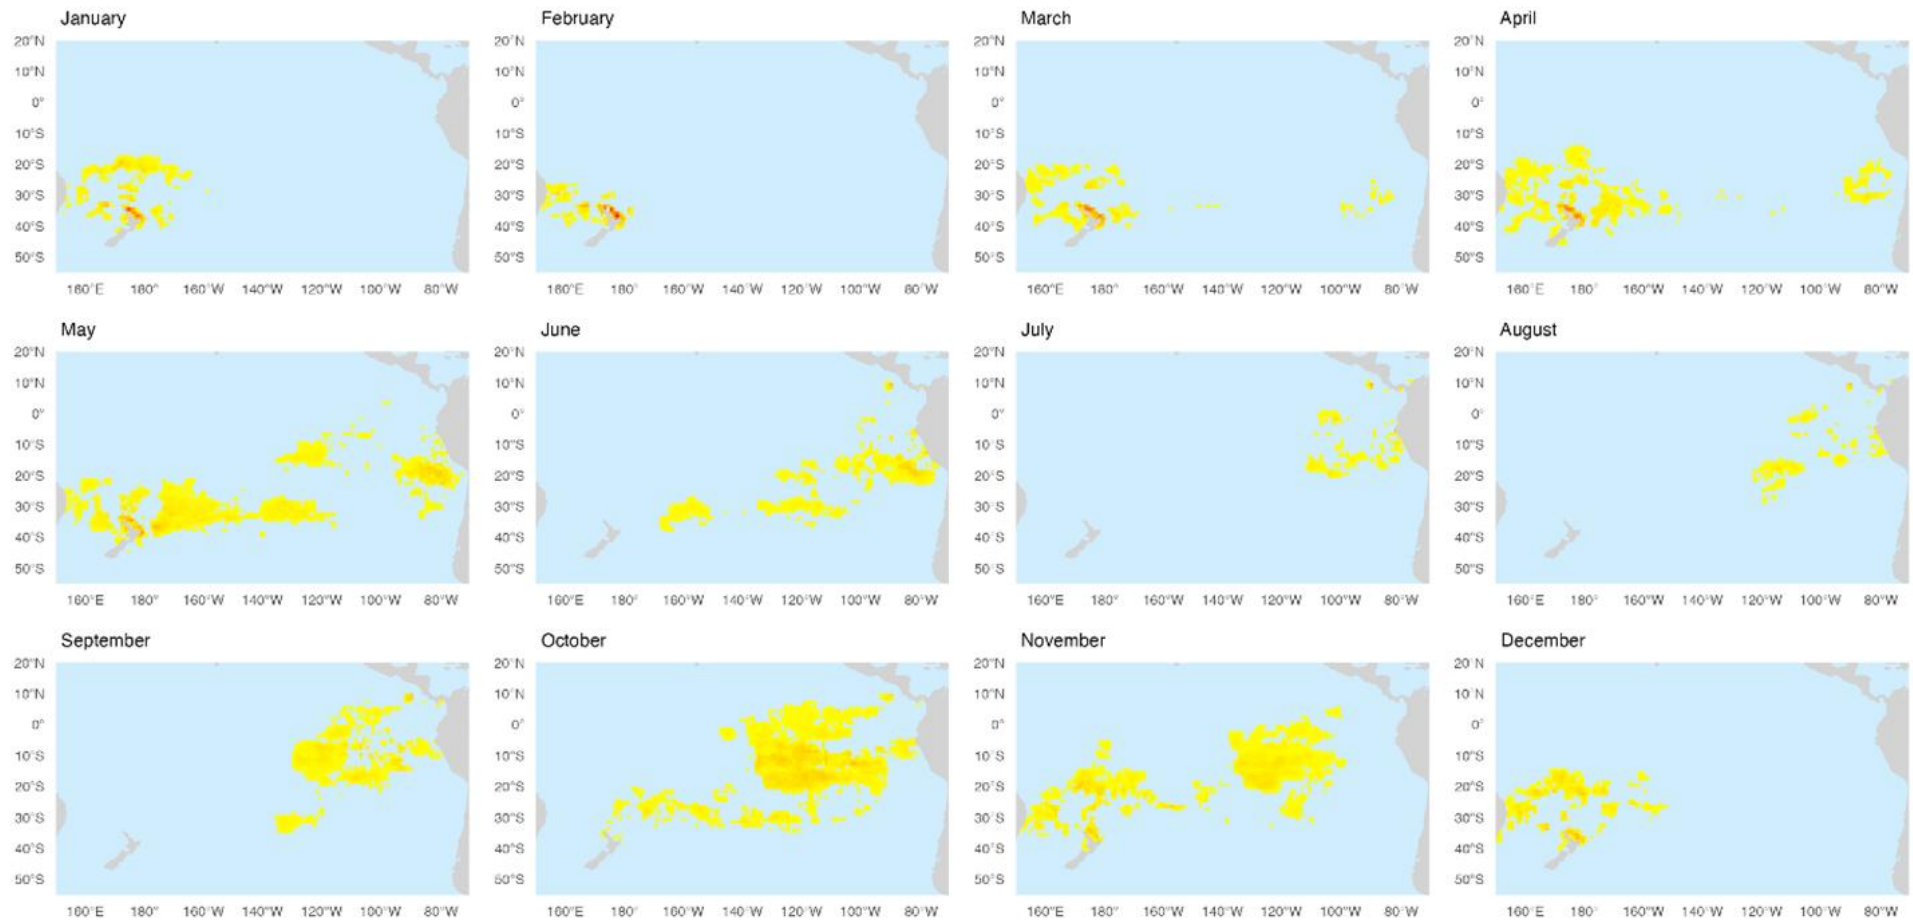 January February March April
20°N 20°N 20°N 20°N
10°N 10°N 10°N 10°N
0° 0° 0° 0°
10°S 10°S 10°S 10°S
20°S 20°S 20°S 20°S
30°S 30°S 30°S 30°S
40°S 40°S 40°S 40°S
50°S 50°S 50°S 50°S
160°E 180° 160°W 140°W 120°W 100°W 80°W 160°E 180° 160°W 140°W 120°W 100°W 80°W 160°E 180° 160°W 140°W 120°W 100°W 80°W 160°E 180° 160°W 140°W 120°W 100°W 80°W
May June July August
20°N 20°N 20°N 20°N
10°N 10°N 10°N 10°N
0° 0° 0° 0°
10°S 10°S 10°S 10°S
20°S 20°S 20°S 20°S
30°S 30°S 30°S 30°S
40°S 40°S 40°S 40°S
50°S 50°S 50°S 50°S
160°E 180° 160°W 140°W 120°W 100°W 80°W 160°E 180° 160°W 140°W 120°W 100°W 80°W 160°E 180° 160°W 140°W 120°W 100°W 80°W 160°E 180° 160°W 140°W 120°W 100°W 80°W
September October November December
20°N 20°N 20°N 20°N
10°N 10°N 10°N 10°N
0° 0° 0° 0°
10°S 10°S 10°S 10°S
20°S 20°S 20°S 20°S
30°S 30°S 30°S 30°S
40°S 40°S 40°S 40°S
50°S 50°S 50°S 50°S
160°E 180° 160°W 140°W 120°W 100°W 80°W 160°E 180° 160°W 140°W 120°W 100°W 80°W 160°E 180° 160°W 140°W 120°W 100°W 80°W 160°E 180° 160°W 140°W 120°W 100°W 80°W